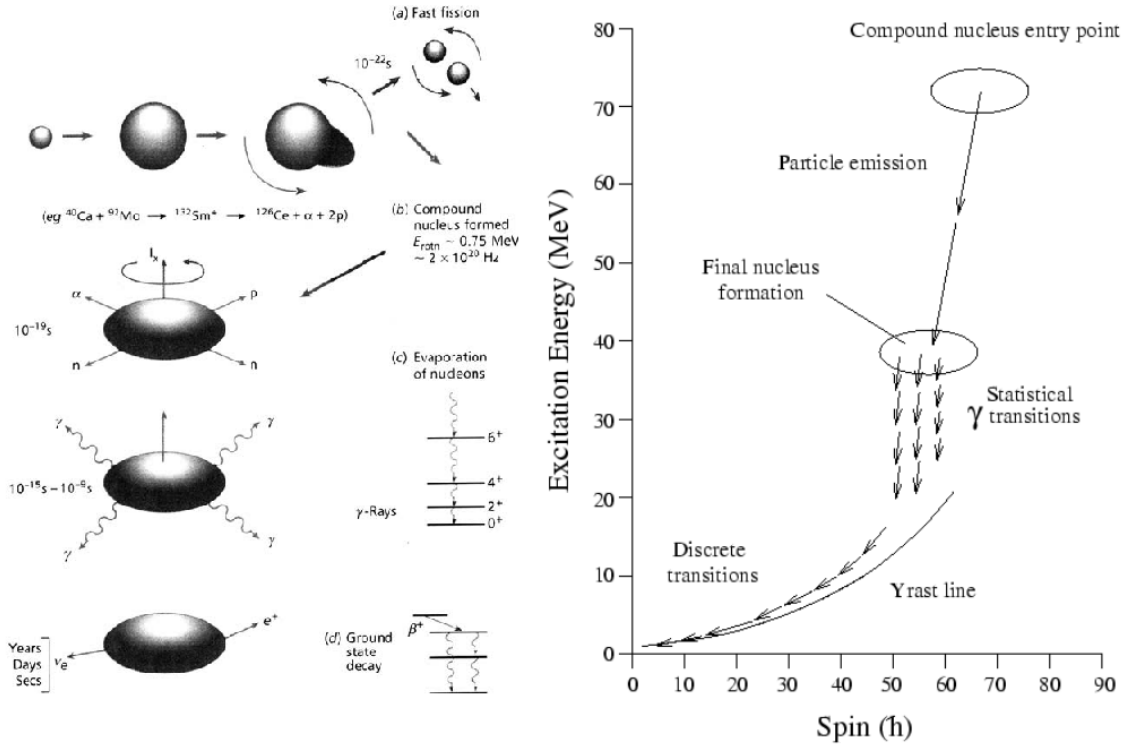 (a) Fast fission
10⁻²²s
(eg ⁴⁰Ca + ⁹²Mo → ¹³²Sm* → ¹²⁶Ce + α + 2p)
(b) Compound
nucleus formed
E_rotn ~ 0.75 MeV
~ 2 × 10²⁰ Hz
I_x
α
p
10⁻¹⁹s
n
n
(c) Evaporation
of nucleons
γ
γ
6⁺
10⁻¹⁵s – 10⁻⁹s
4⁺
2⁺
γ-Rays
0⁺
γ
γ
Years
Days
Secs
ν_e
e⁺
β⁺
(d) Ground
state
decay
80
70
60
50
40
30
20
10
0
Excitation Energy (MeV)
Compound nucleus entry point
Particle emission
Final nucleus
formation
γ Statistical
transitions
Discrete
transitions
Yrast line
0 10 20 30 40 50 60 70 80 90
Spin (ħ)